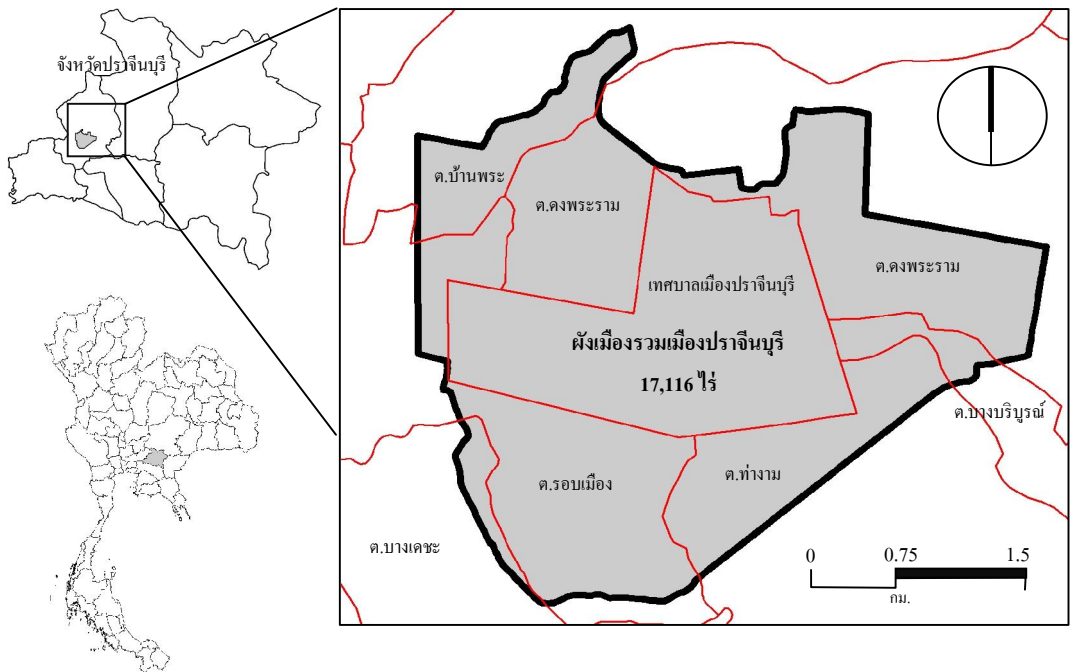 จังหวัดปราจีนบุรี
ต.บ้านพระ
ต.ดงพระราม
ต.ดงพระราม
เทศบาลเมืองปราจีนบุรี
ผังเมืองรวมเมืองปราจีนบุรี
17,116 ไร่
ต.บางบริบูรณ์
ต.ท่างาม
ต.รอบเมือง
ต.บางเดชะ
0 0.75 1.5
กม.